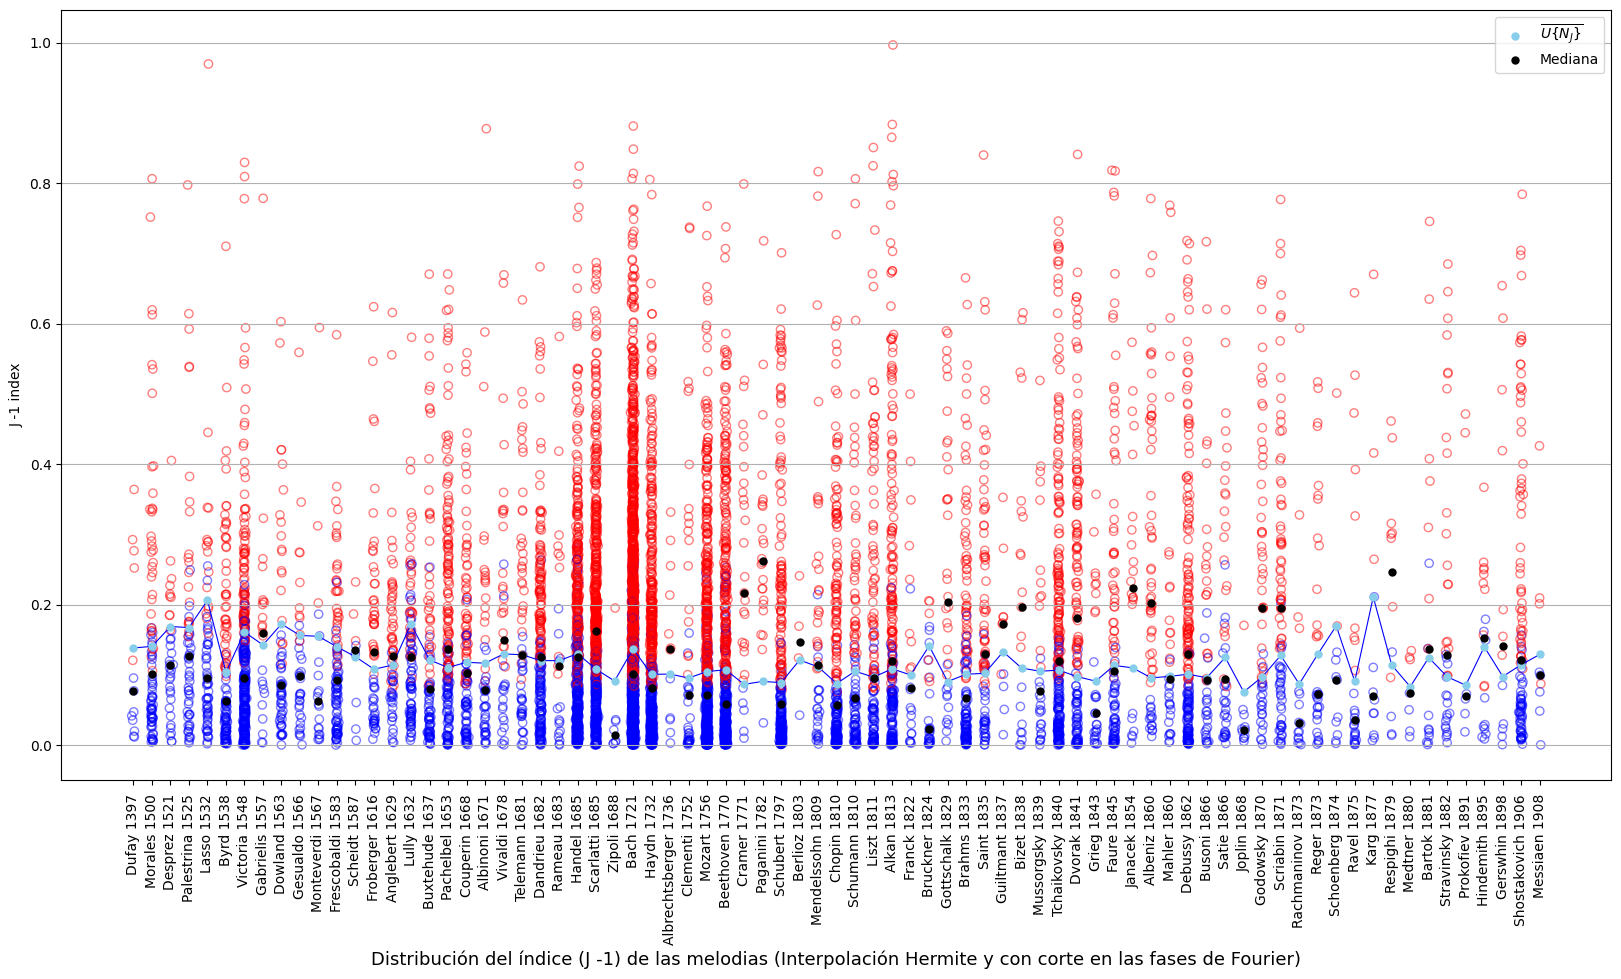 1.0
0.8
0.6
0.4
0.2
0.0
J -1 index
U{N_J}
Mediana
Dufay 1397
Morales 1500
Desprez 1521
Palestrina 1525
Lasso 1532
Byrd 1538
Victoria 1548
Gabrielis 1557
Dowland 1563
Gesualdo 1566
Monteverdi 1567
Frescobaldi 1583
Scheidt 1587
Froberger 1616
Anglebert 1629
Lully 1632
Buxtehude 1637
Pachelbel 1653
Couperin 1668
Albinoni 1671
Vivaldi 1678
Telemann 1681
Dandrieu 1682
Rameau 1683
Handel 1685
Scarlatti 1685
Zipoli 1688
Bach 1721
Haydn 1732
Albrechtsberger 1736
Clementi 1752
Mozart 1756
Beethoven 1770
Cramer 1771
Paganini 1782
Schubert 1797
Berlioz 1803
Mendelssohn 1809
Chopin 1810
Schumann 1810
Liszt 1811
Alkan 1813
Franck 1822
Bruckner 1824
Gottschalk 1829
Brahms 1833
Saint 1835
Guiltmant 1837
Bizet 1838
Mussorgsky 1839
Tchaikovsky 1840
Dvorak 1841
Grieg 1843
Faure 1845
Janacek 1854
Albeniz 1860
Mahler 1860
Debussy 1862
Busoni 1866
Satie 1866
Joplin 1868
Godowsky 1870
Scriabin 1871
Rachmaninov 1873
Reger 1873
Schoenberg 1874
Ravel 1875
Karg 1877
Respighi 1879
Medtner 1880
Bartok 1881
Stravinsky 1882
Prokofiev 1891
Hindemith 1895
Gerswhin 1898
Shostakovich 1906
Messiaen 1908
Distribución del índice (J -1) de las melodias (Interpolación Hermite y con corte en las fases de Fourier)